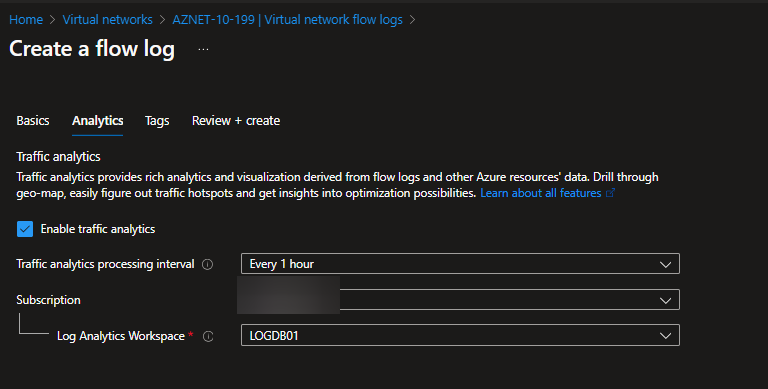 Home > Virtual networks > AZNET-10-199 | Virtual network flow logs >
Create a flow log ...
Basics Analytics Tags Review + create
Traffic analytics
Traffic analytics provides rich analytics and visualization derived from flow logs and other Azure resources' data. Drill through
geo-map, easily figure out traffic hotspots and get insights into optimization possibilities. Learn about all features
Enable traffic analytics
Traffic analytics processing interval Every 1 hour
Subscription
Log Analytics Workspace * LOGDB01